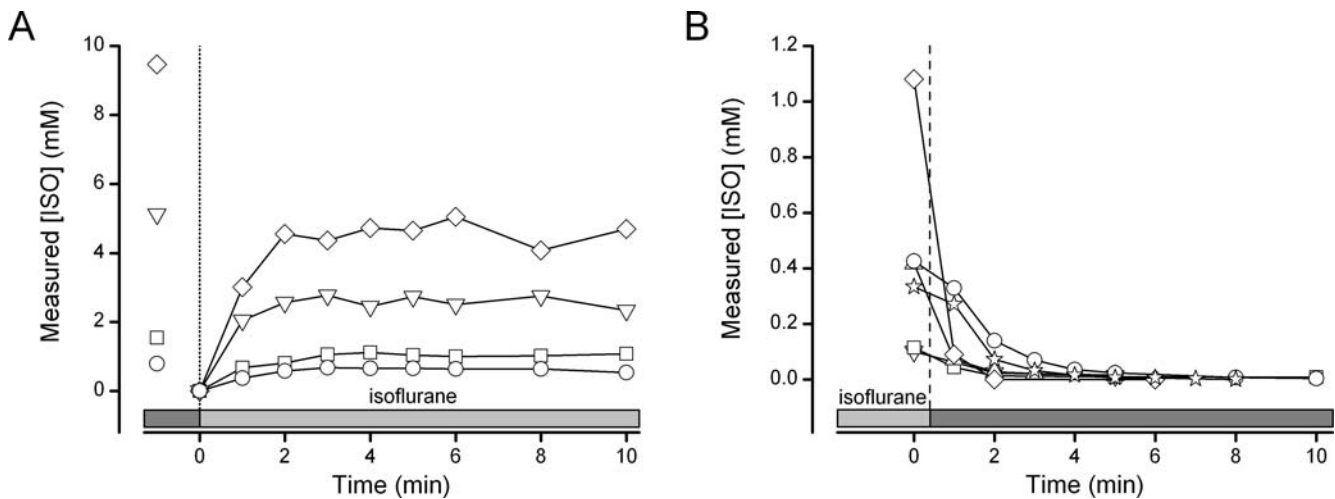 A
Measured [ISO] (mM)
10
8
6
4
2
0
isoflurane
0 2 4 6 8 10
Time (min)
B
Measured [ISO] (mM)
1.2
1.0
0.8
0.6
0.4
0.2
0.0
isoflurane
0 2 4 6 8 10
Time (min)